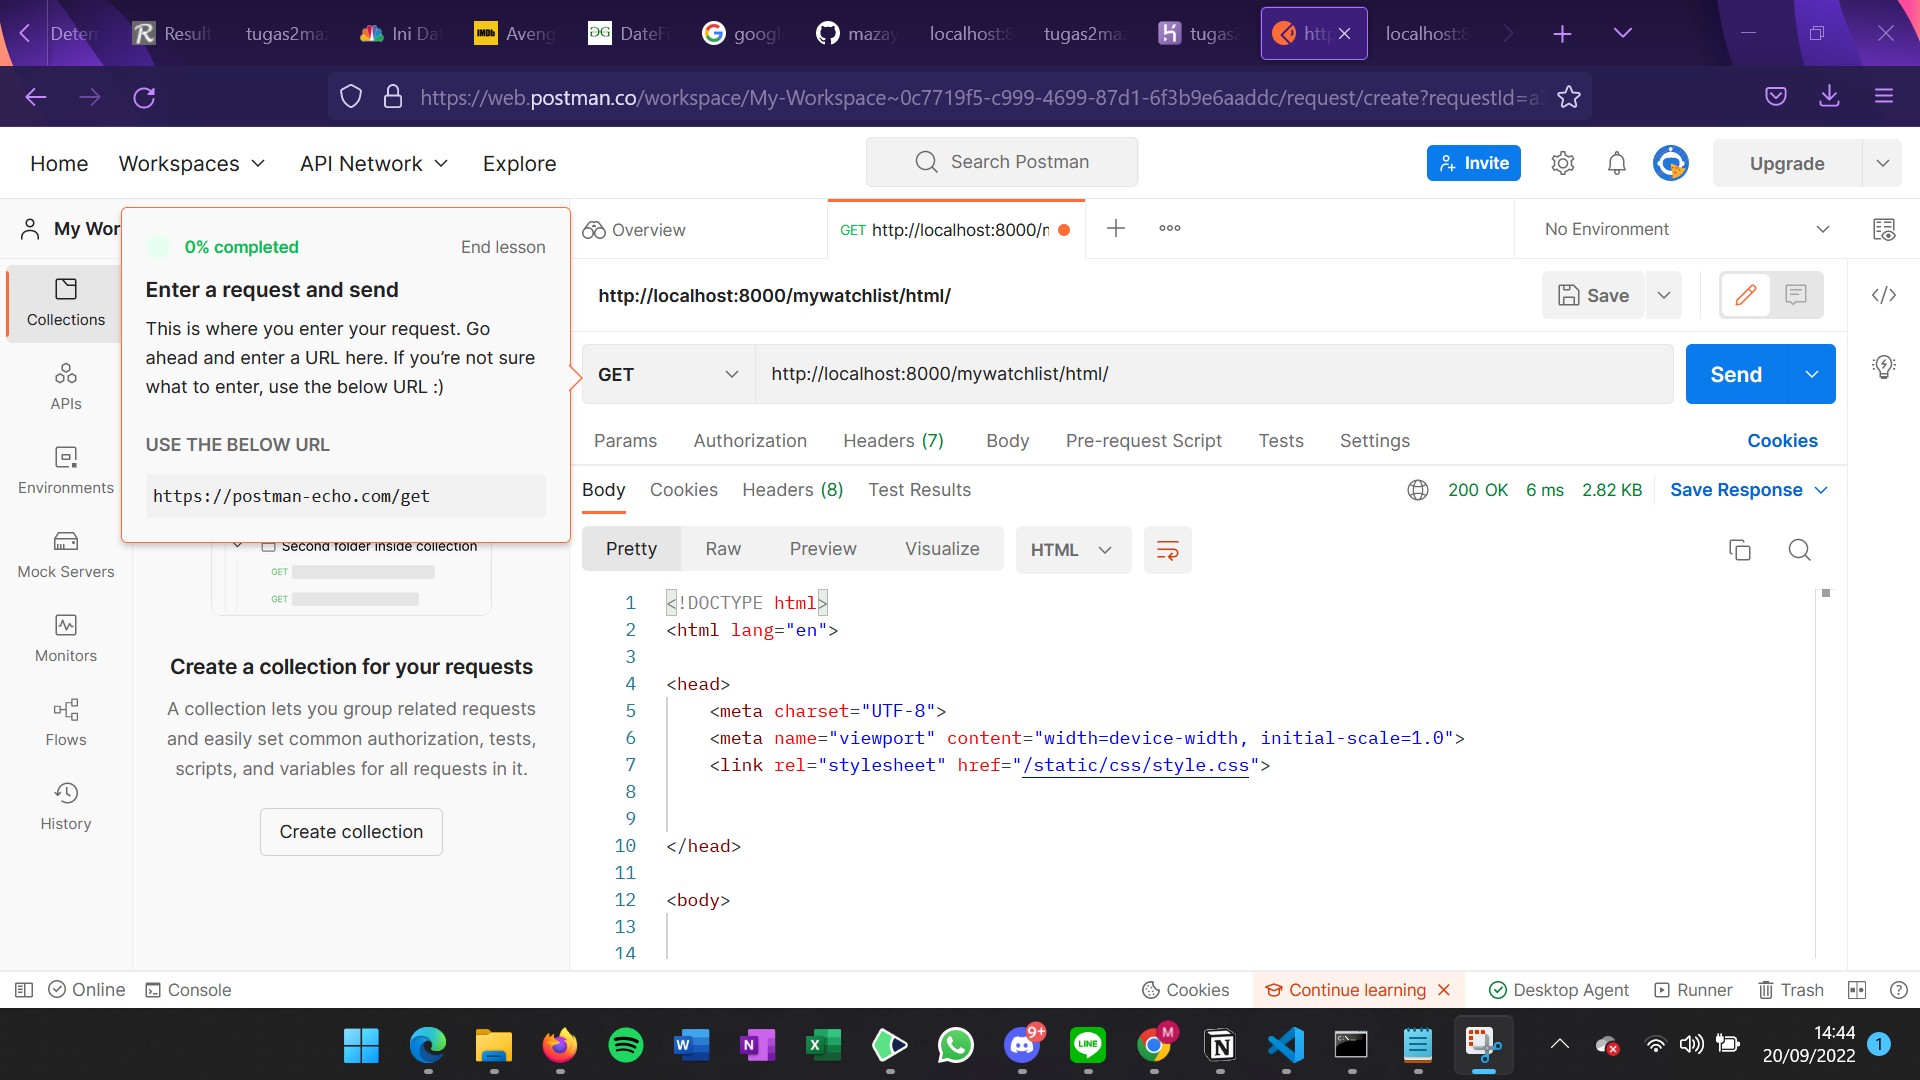 Result
tugas2ma
Ini Da
Aveng
DateFi
googl
mazay
localhost:8
tugas2ma
tugas2
htt
localhost:8
https://web.postman.co/workspace/My-Workspace~0c7719f5-c999-4699-87d1-6f3b9e6aaddc/request/create?requestId=a
Home
Workspaces
API Network
Explore
Search Postman
Invite
Upgrade
My Wor
0% completed
End lesson
Enter a request and send
This is where you enter your request. Go
ahead and enter a URL here. If you’re not sure
what to enter, use the below URL :)
USE THE BELOW URL
https://postman-echo.com/get
Collections
APIs
Environments
Mock Servers
Monitors
Flows
History
Second folder inside collection
GET
GET
Create a collection for your requests
A collection lets you group related requests
and easily set common authorization, tests,
scripts, and variables for all requests in it.
Create collection
Overview
GET http://localhost:8000/r
No Environment
http://localhost:8000/mywatchlist/html/
Save
GET
http://localhost:8000/mywatchlist/html/
Send
Params
Authorization
Headers (7)
Body
Pre-request Script
Tests
Settings
Cookies
Body
Cookies
Headers (8)
Test Results
200 OK
6 ms
2.82 KB
Save Response
Pretty
Raw
Preview
Visualize
HTML
1 <!DOCTYPE html>
2 <html lang="en">
3
4 <head>
5 <meta charset="UTF-8">
6 <meta name="viewport" content="width=device-width, initial-scale=1.0">
7 <link rel="stylesheet" href="/static/css/style.css">
8
9
10 </head>
11
12 <body>
13
14
Online
Console
Cookies
Continue learning
Desktop Agent
Runner
Trash
9+
M
14:44
20/09/2022
1